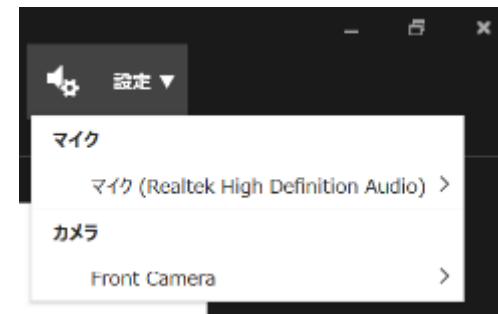 設定 ▼
マイク
マイク (Realtek High Definition Audio) >
カメラ
Front Camera >